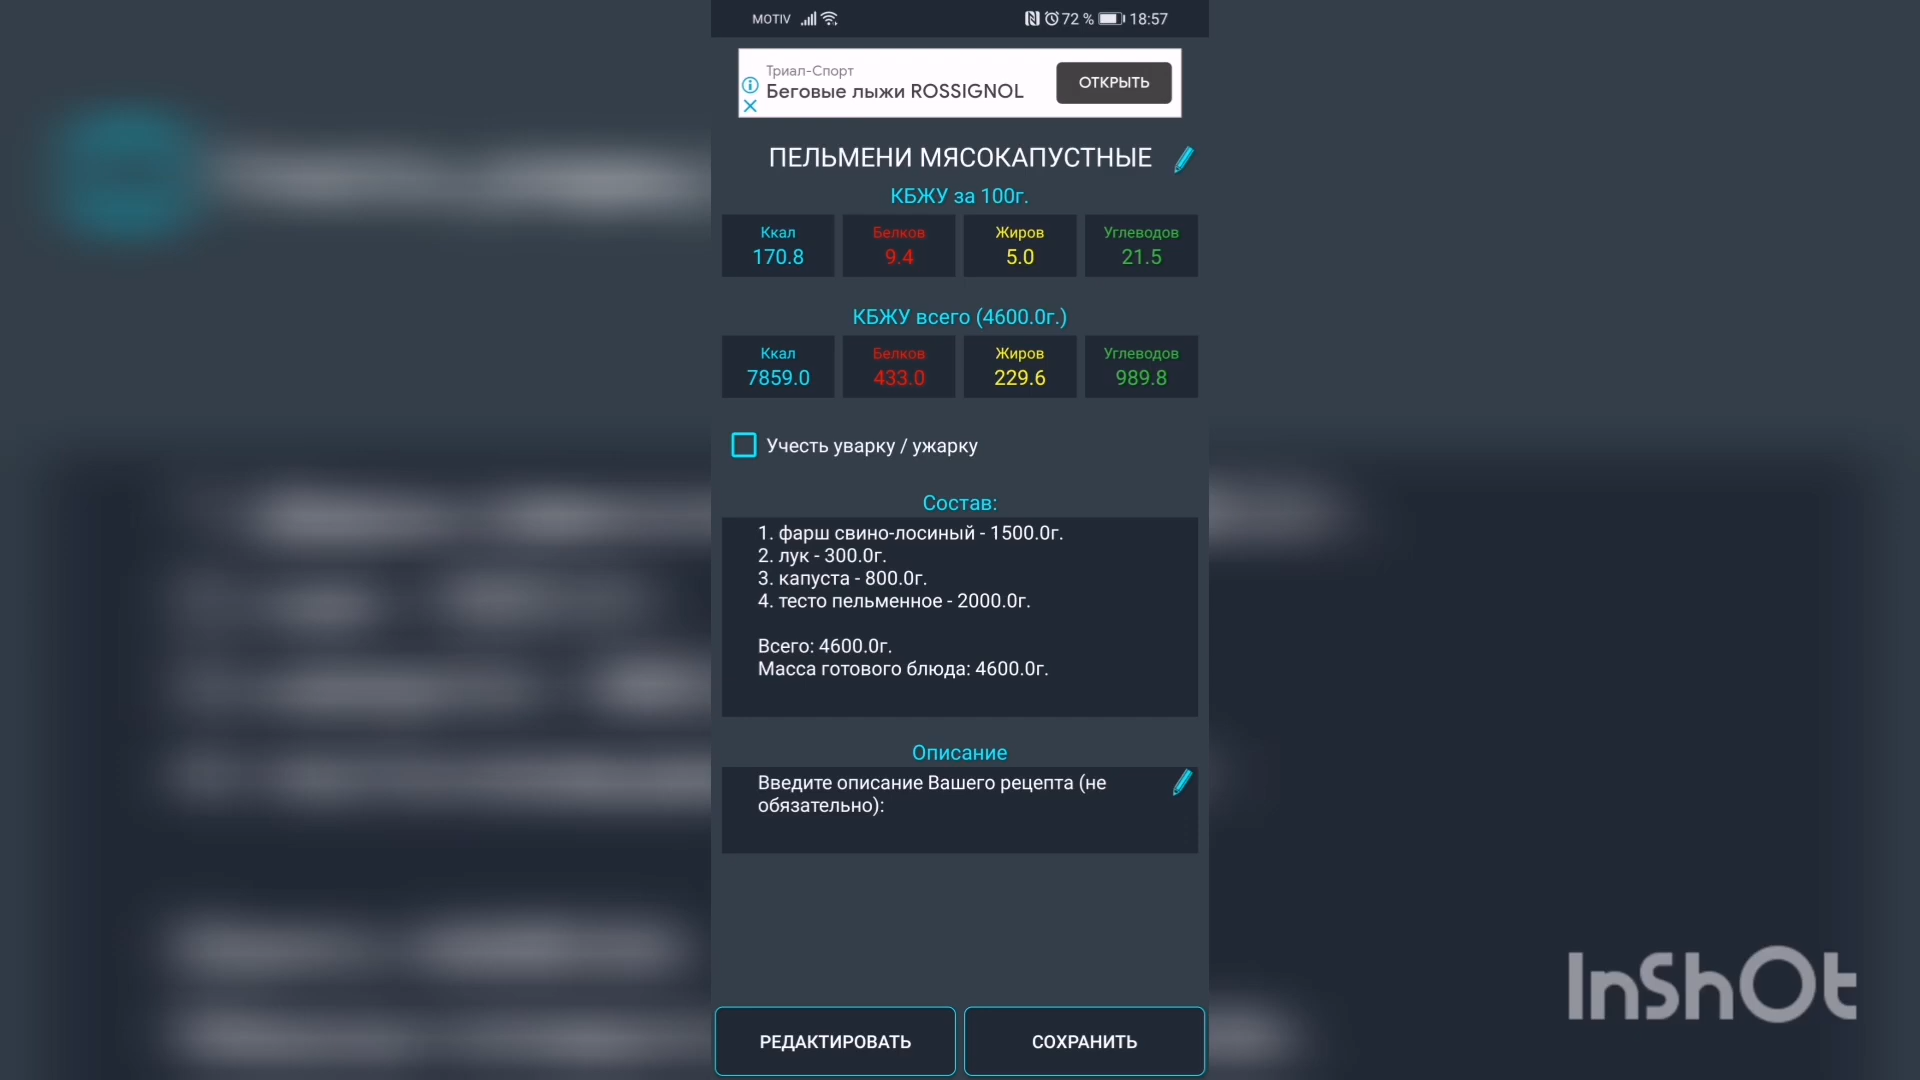 MOTIV 72 % 18:57
Триал-Спорт
Беговые лыжи ROSSIGNOL
ОТКРЫТЬ
ПЕЛЬМЕНИ МЯСОКАПУСТНЫЕ
КБЖУ за 100г.
Ккал Белков Жиров Углеводов
170.8 9.4 5.0 21.5
КБЖУ всего (4600.0г.)
Ккал Белков Жиров Углеводов
7859.0 433.0 229.6 989.8
Учесть уварку / ужарку
Состав:
1. фарш свино-лосиный - 1500.0г.
2. лук - 300.0г.
3. капуста - 800.0г.
4. тесто пельменное - 2000.0г.
Всего: 4600.0г.
Масса готового блюда: 4600.0г.
Описание
Введите описание Вашего рецепта (не
обязательно):
РЕДАКТИРОВАТЬ СОХРАНИТЬ
InShOt